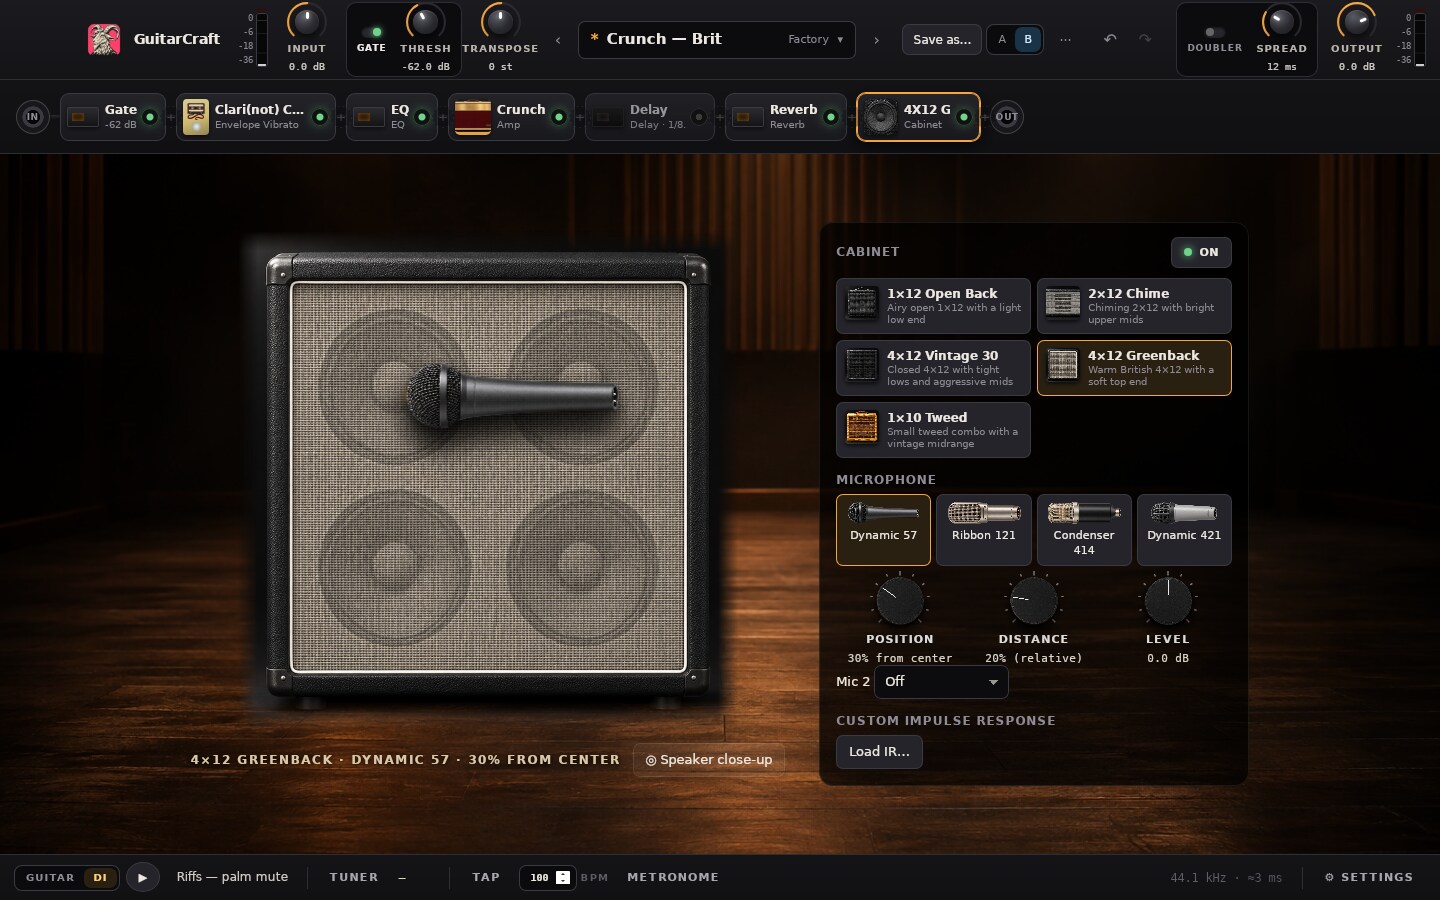 GuitarCraft
0
-6
-18
-36
INPUT
0.0 dB
GATE
THRESH
-62.0 dB
TRANSPOSE
0 st
‹
* Crunch — Brit
Factory ▾
›
Save as...
A
B
...
DOUBLER
SPREAD
12 ms
OUTPUT
0.0 dB
0
-6
-18
-36
IN
Gate
-62 dB
Clari(not) C...
Envelope Vibrato
EQ
EQ
Crunch
Amp
Delay
Delay · 1/8.
Reverb
Reverb
4X12 G
Cabinet
OUT
CABINET
ON
1×12 Open Back
Airy open 1×12 with a light
low end
2×12 Chime
Chiming 2×12 with bright
upper mids
4×12 Vintage 30
Closed 4×12 with tight
lows and aggressive mids
4×12 Greenback
Warm British 4×12 with a
soft top end
1×10 Tweed
Small tweed combo with a
vintage midrange
MICROPHONE
Dynamic 57
Ribbon 121
Condenser
414
Dynamic 421
POSITION
30% from center
DISTANCE
20% (relative)
LEVEL
0.0 dB
Mic 2
Off
CUSTOM IMPULSE RESPONSE
Load IR...
4×12 GREENBACK · DYNAMIC 57 · 30% FROM CENTER
◎ Speaker close-up
GUITAR
DI
▶
Riffs — palm mute
TUNER
–
TAP
100
BPM
METRONOME
44.1 kHz · ≈3 ms
⚙ SETTINGS